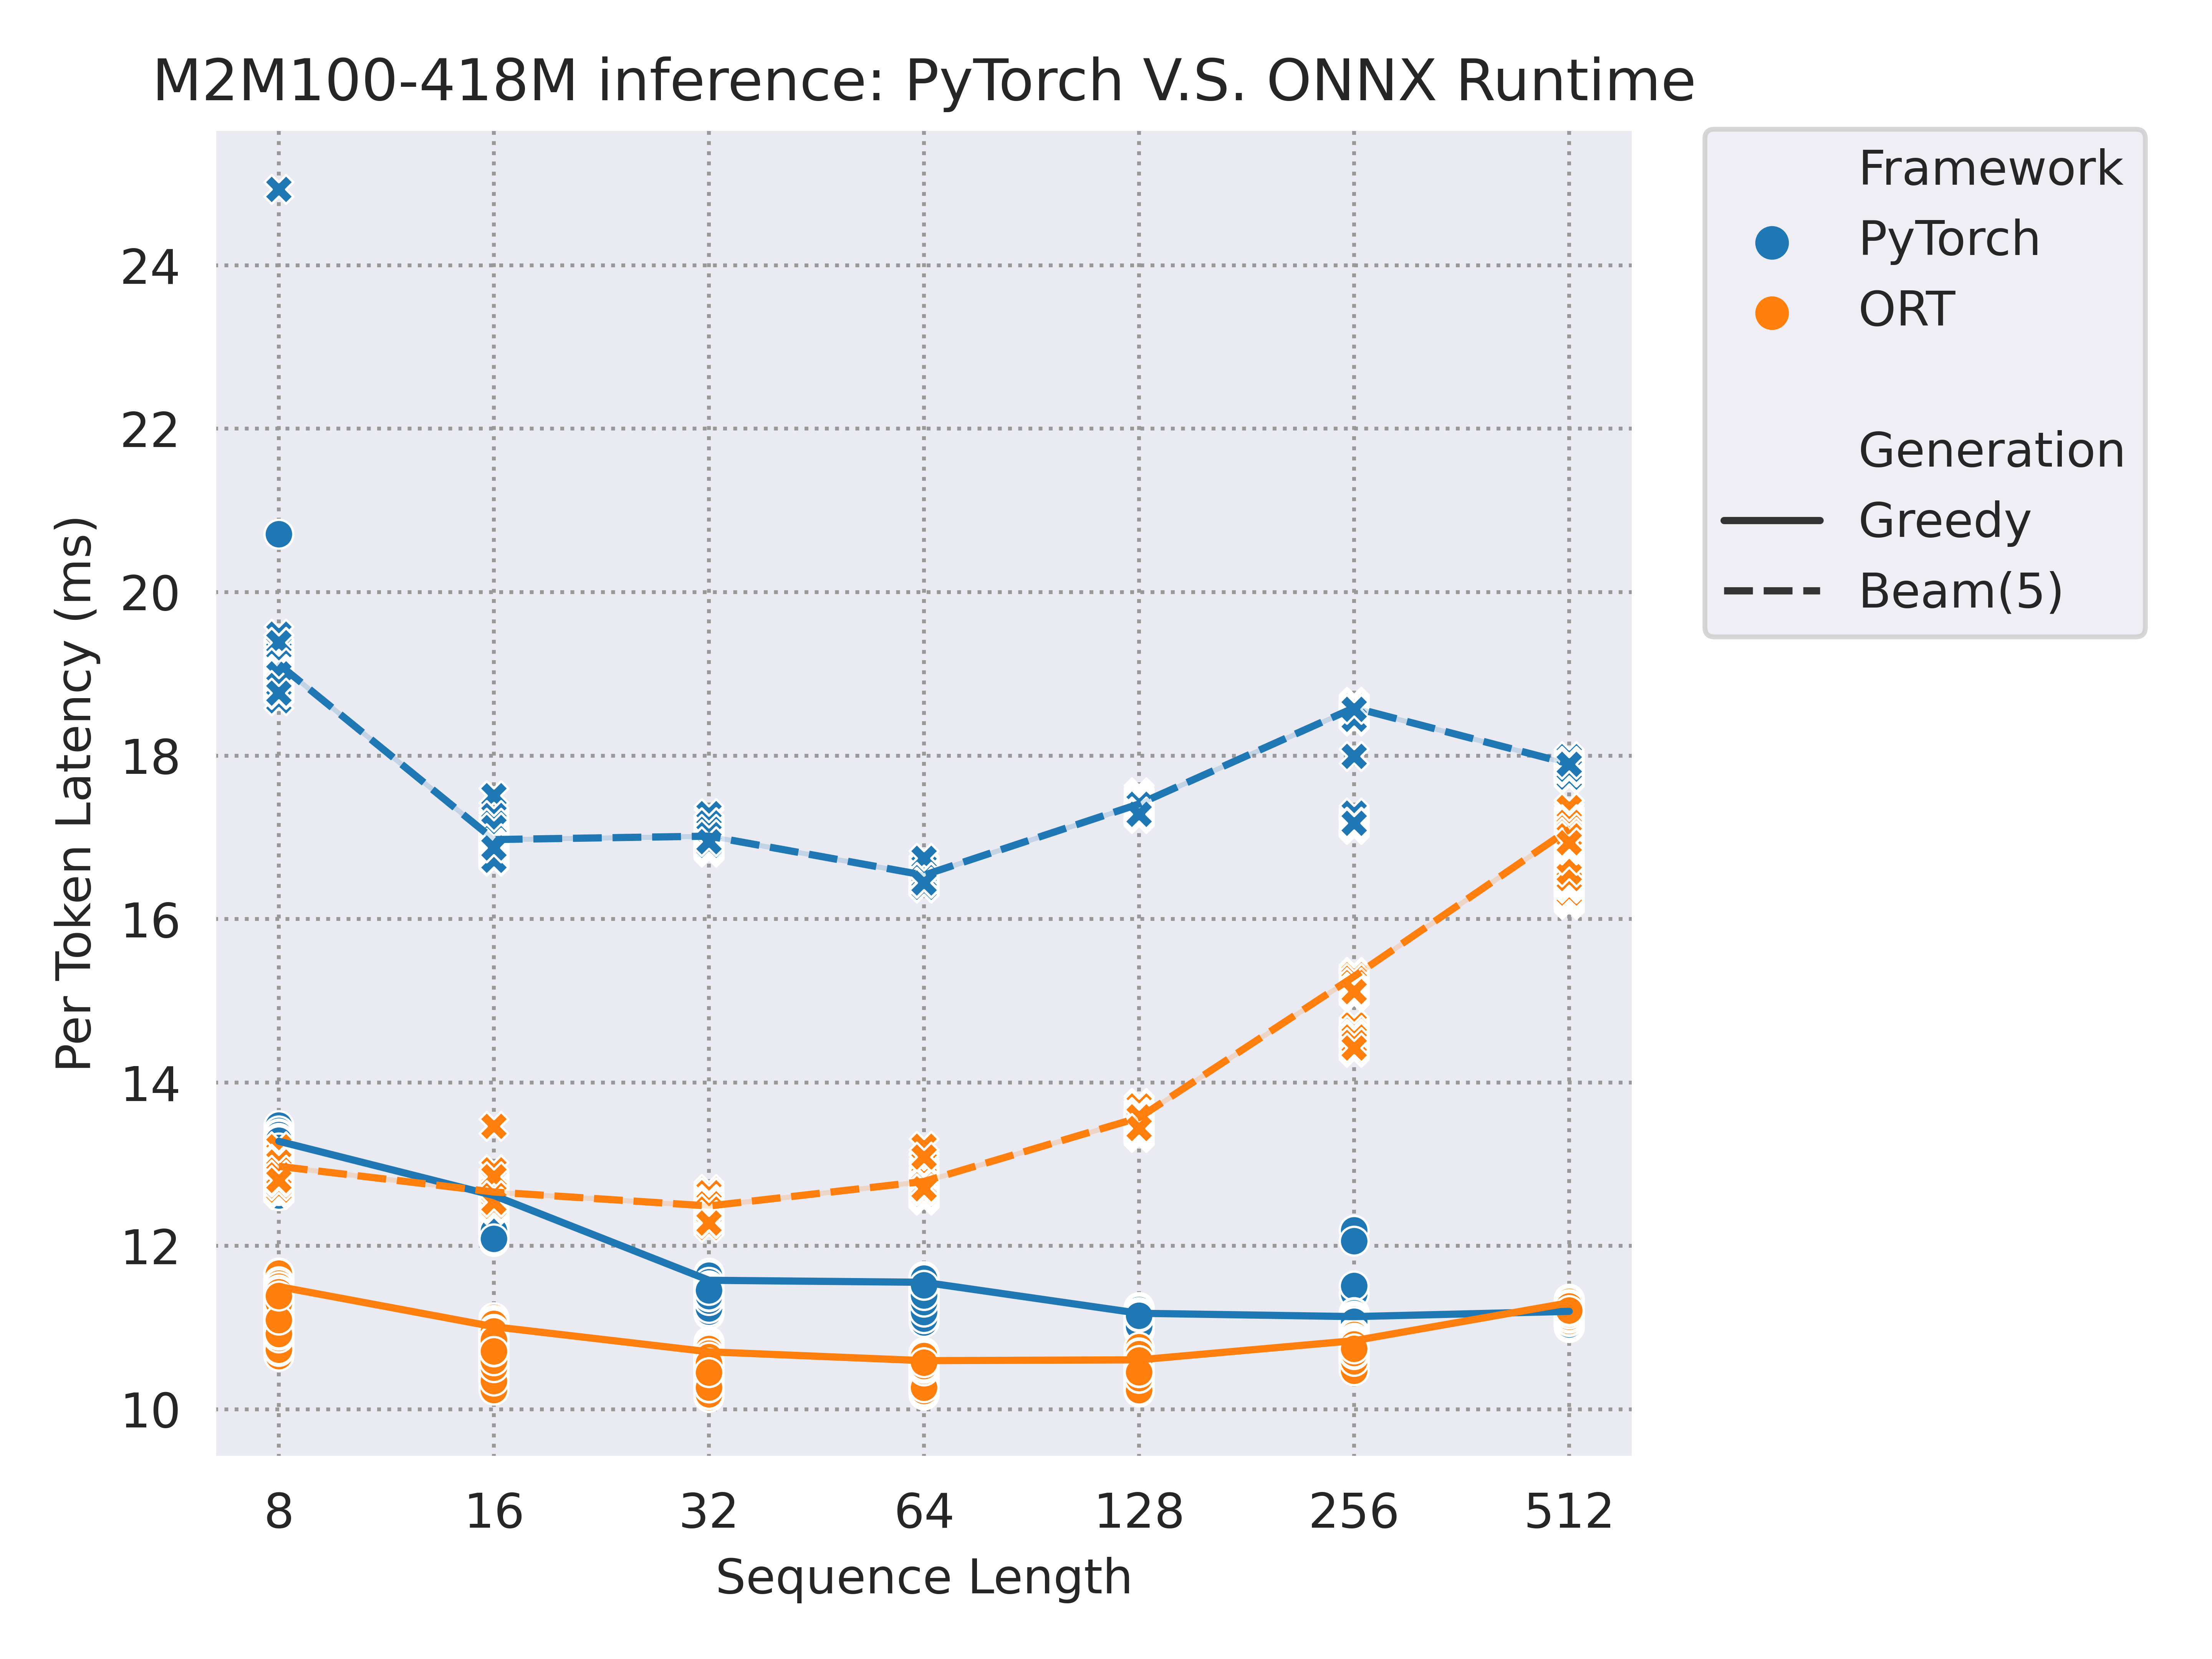 M2M100-418M inference: PyTorch V.S. ONNX Runtime
Per Token Latency (ms)
24
22
20
18
16
14
12
10
8 16 32 64 128 256 512
Sequence Length
Framework
PyTorch
ORT
Generation
Greedy
Beam(5)